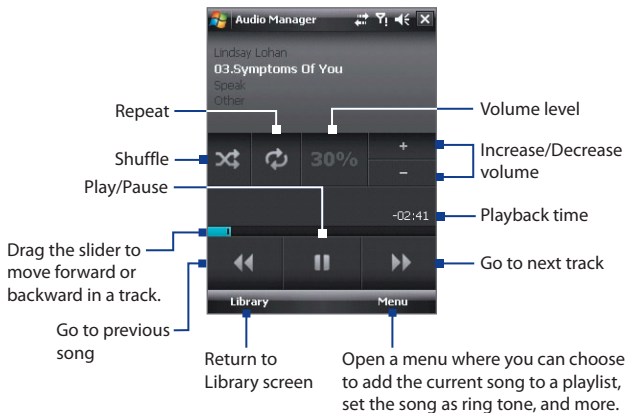 Audio Manager
Lindsay Lohan
03.Symptoms Of You
Speak
Other
Repeat
Volume level
Shuffle
30%
+
Increase/Decrease
volume
–
Play/Pause
-02:41
Playback time
Drag the slider to
move forward or
backward in a track.
Go to next track
Library
Menu
Go to previous
song
Return to
Library screen
Open a menu where you can choose
to add the current song to a playlist,
set the song as ring tone, and more.